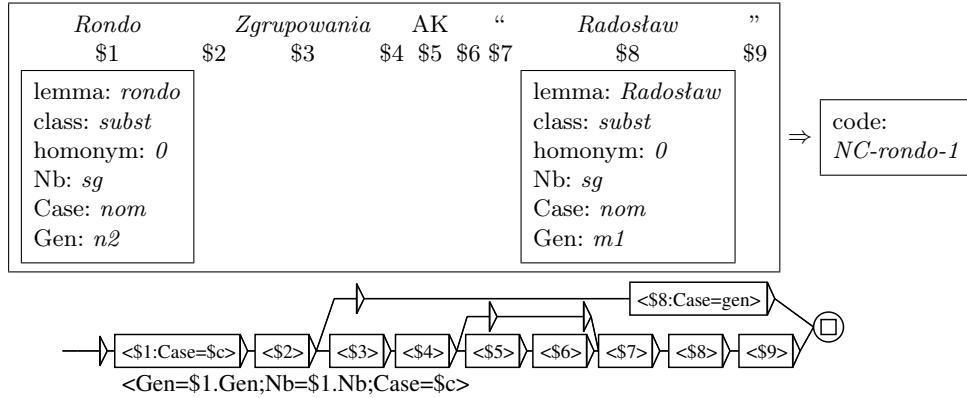 Rondo Zgrupowania AK “ Radosław ”
$1 $2 $3 $4 $5 $6 $7 $8 $9
lemma: rondo
class: subst
homonym: 0
Nb: sg
Case: nom
Gen: n2
lemma: Radosław
class: subst
homonym: 0
Nb: sg
Case: nom
Gen: m1
⇒
code:
NC-rondo-1
<$8:Case=gen>
<$1:Case=$c> <$2> <$3> <$4> <$5> <$6> <$7> <$8> <$9>
<Gen=$1.Gen;Nb=$1.Nb;Case=$c>